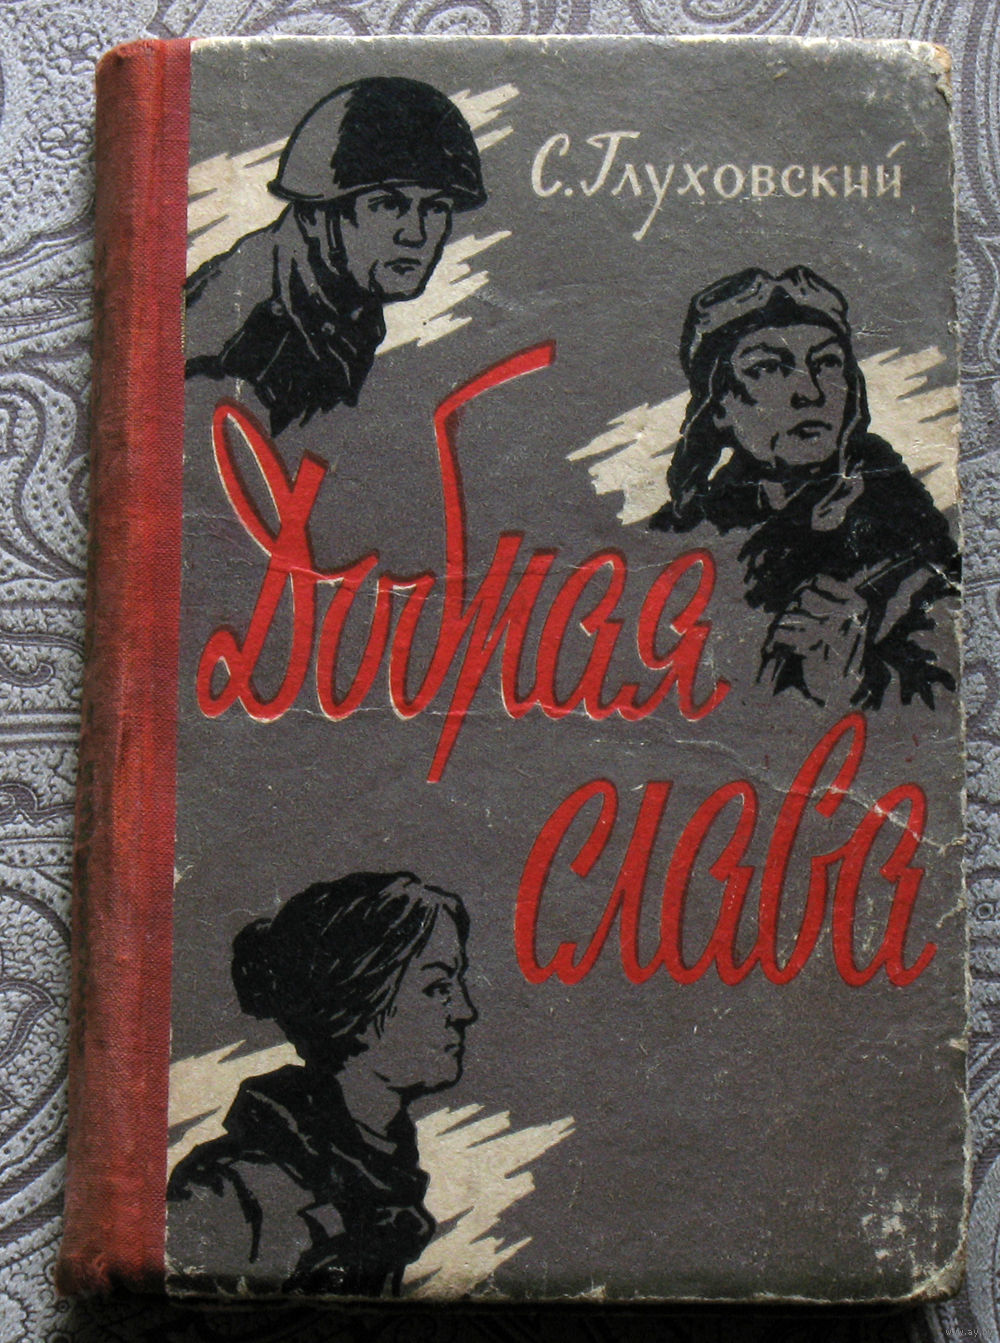 С. Глуховский
Добрая
слава